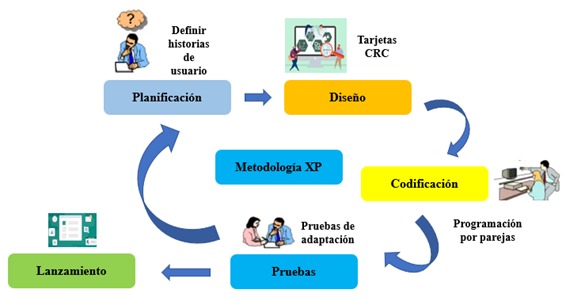 Definir
historias
de
usuario
Tarjetas
CRC
Planificación
Diseño
Metodología XP
Codificación
Programación
por parejas
Pruebas de
adaptación
Pruebas
Lanzamiento